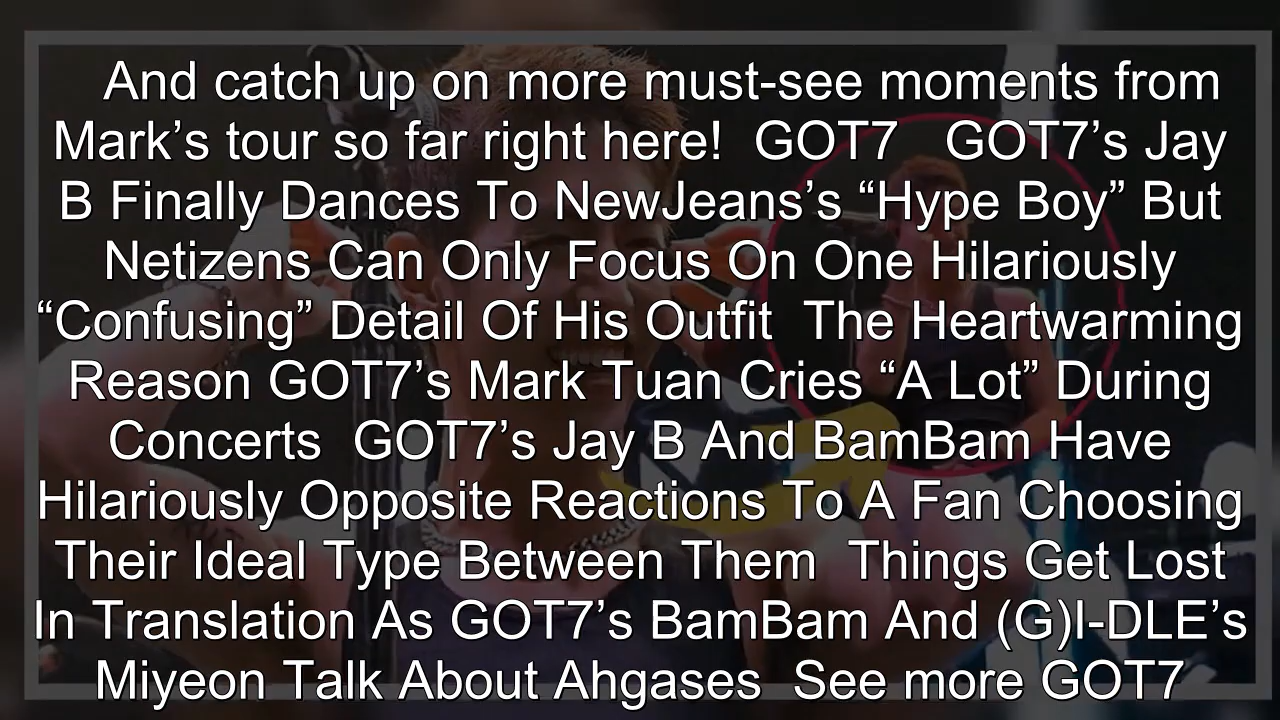 And catch up on more must-see moments from
Mark’s tour so far right here!  GOT7   GOT7’s Jay
B Finally Dances To NewJeans’s “Hype Boy” But
Netizens Can Only Focus On One Hilariously
“Confusing” Detail Of His Outfit  The Heartwarming
Reason GOT7’s Mark Tuan Cries “A Lot” During
Concerts  GOT7’s Jay B And BamBam Have
Hilariously Opposite Reactions To A Fan Choosing
Their Ideal Type Between Them  Things Get Lost
In Translation As GOT7’s BamBam And (G)I-DLE’s
Miyeon Talk About Ahgases  See more GOT7